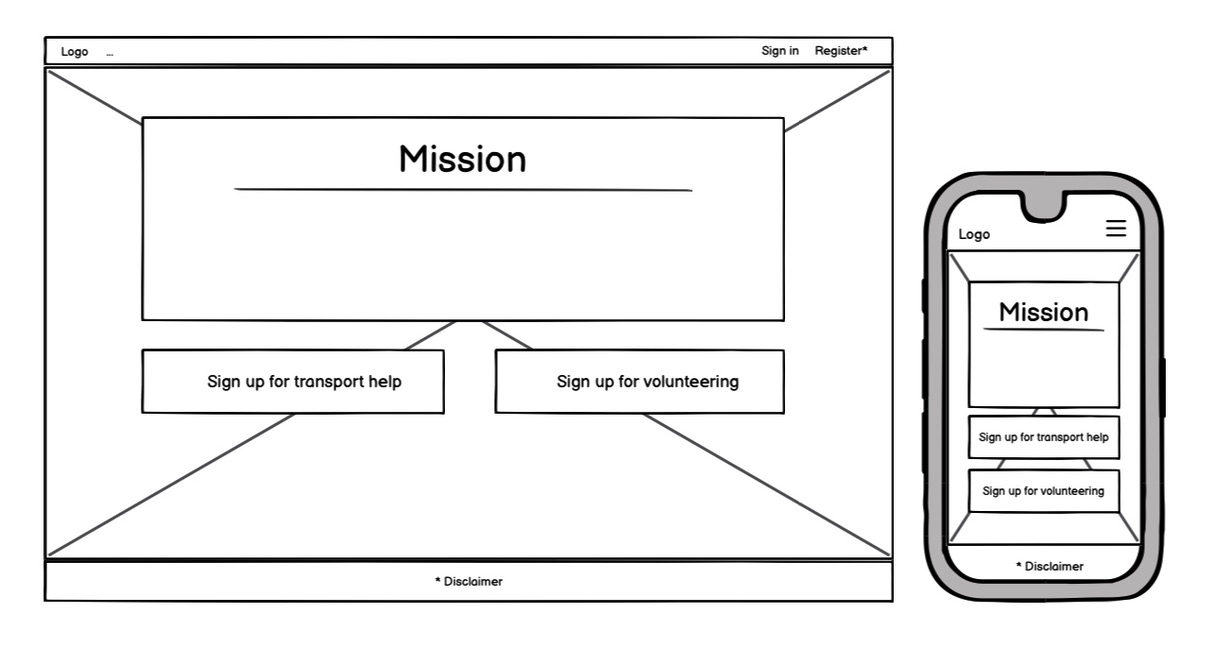 Logo ... Sign in Register*
Mission
Sign up for transport help Sign up for volunteering
* Disclaimer
Logo
Mission
Sign up for transport help
Sign up for volunteering
* Disclaimer